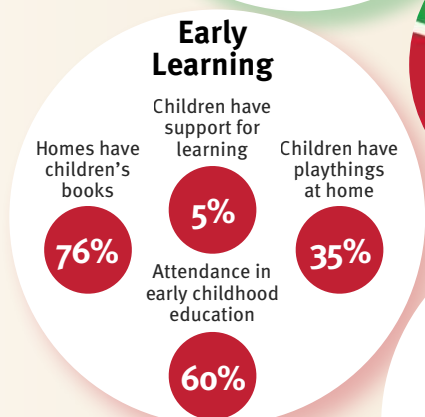 Early
Learning
Children have
support for
learning
5%
Homes have
children's
books
76%
Children have
playthings
at home
35%
Attendance in
early childhood
education
60%